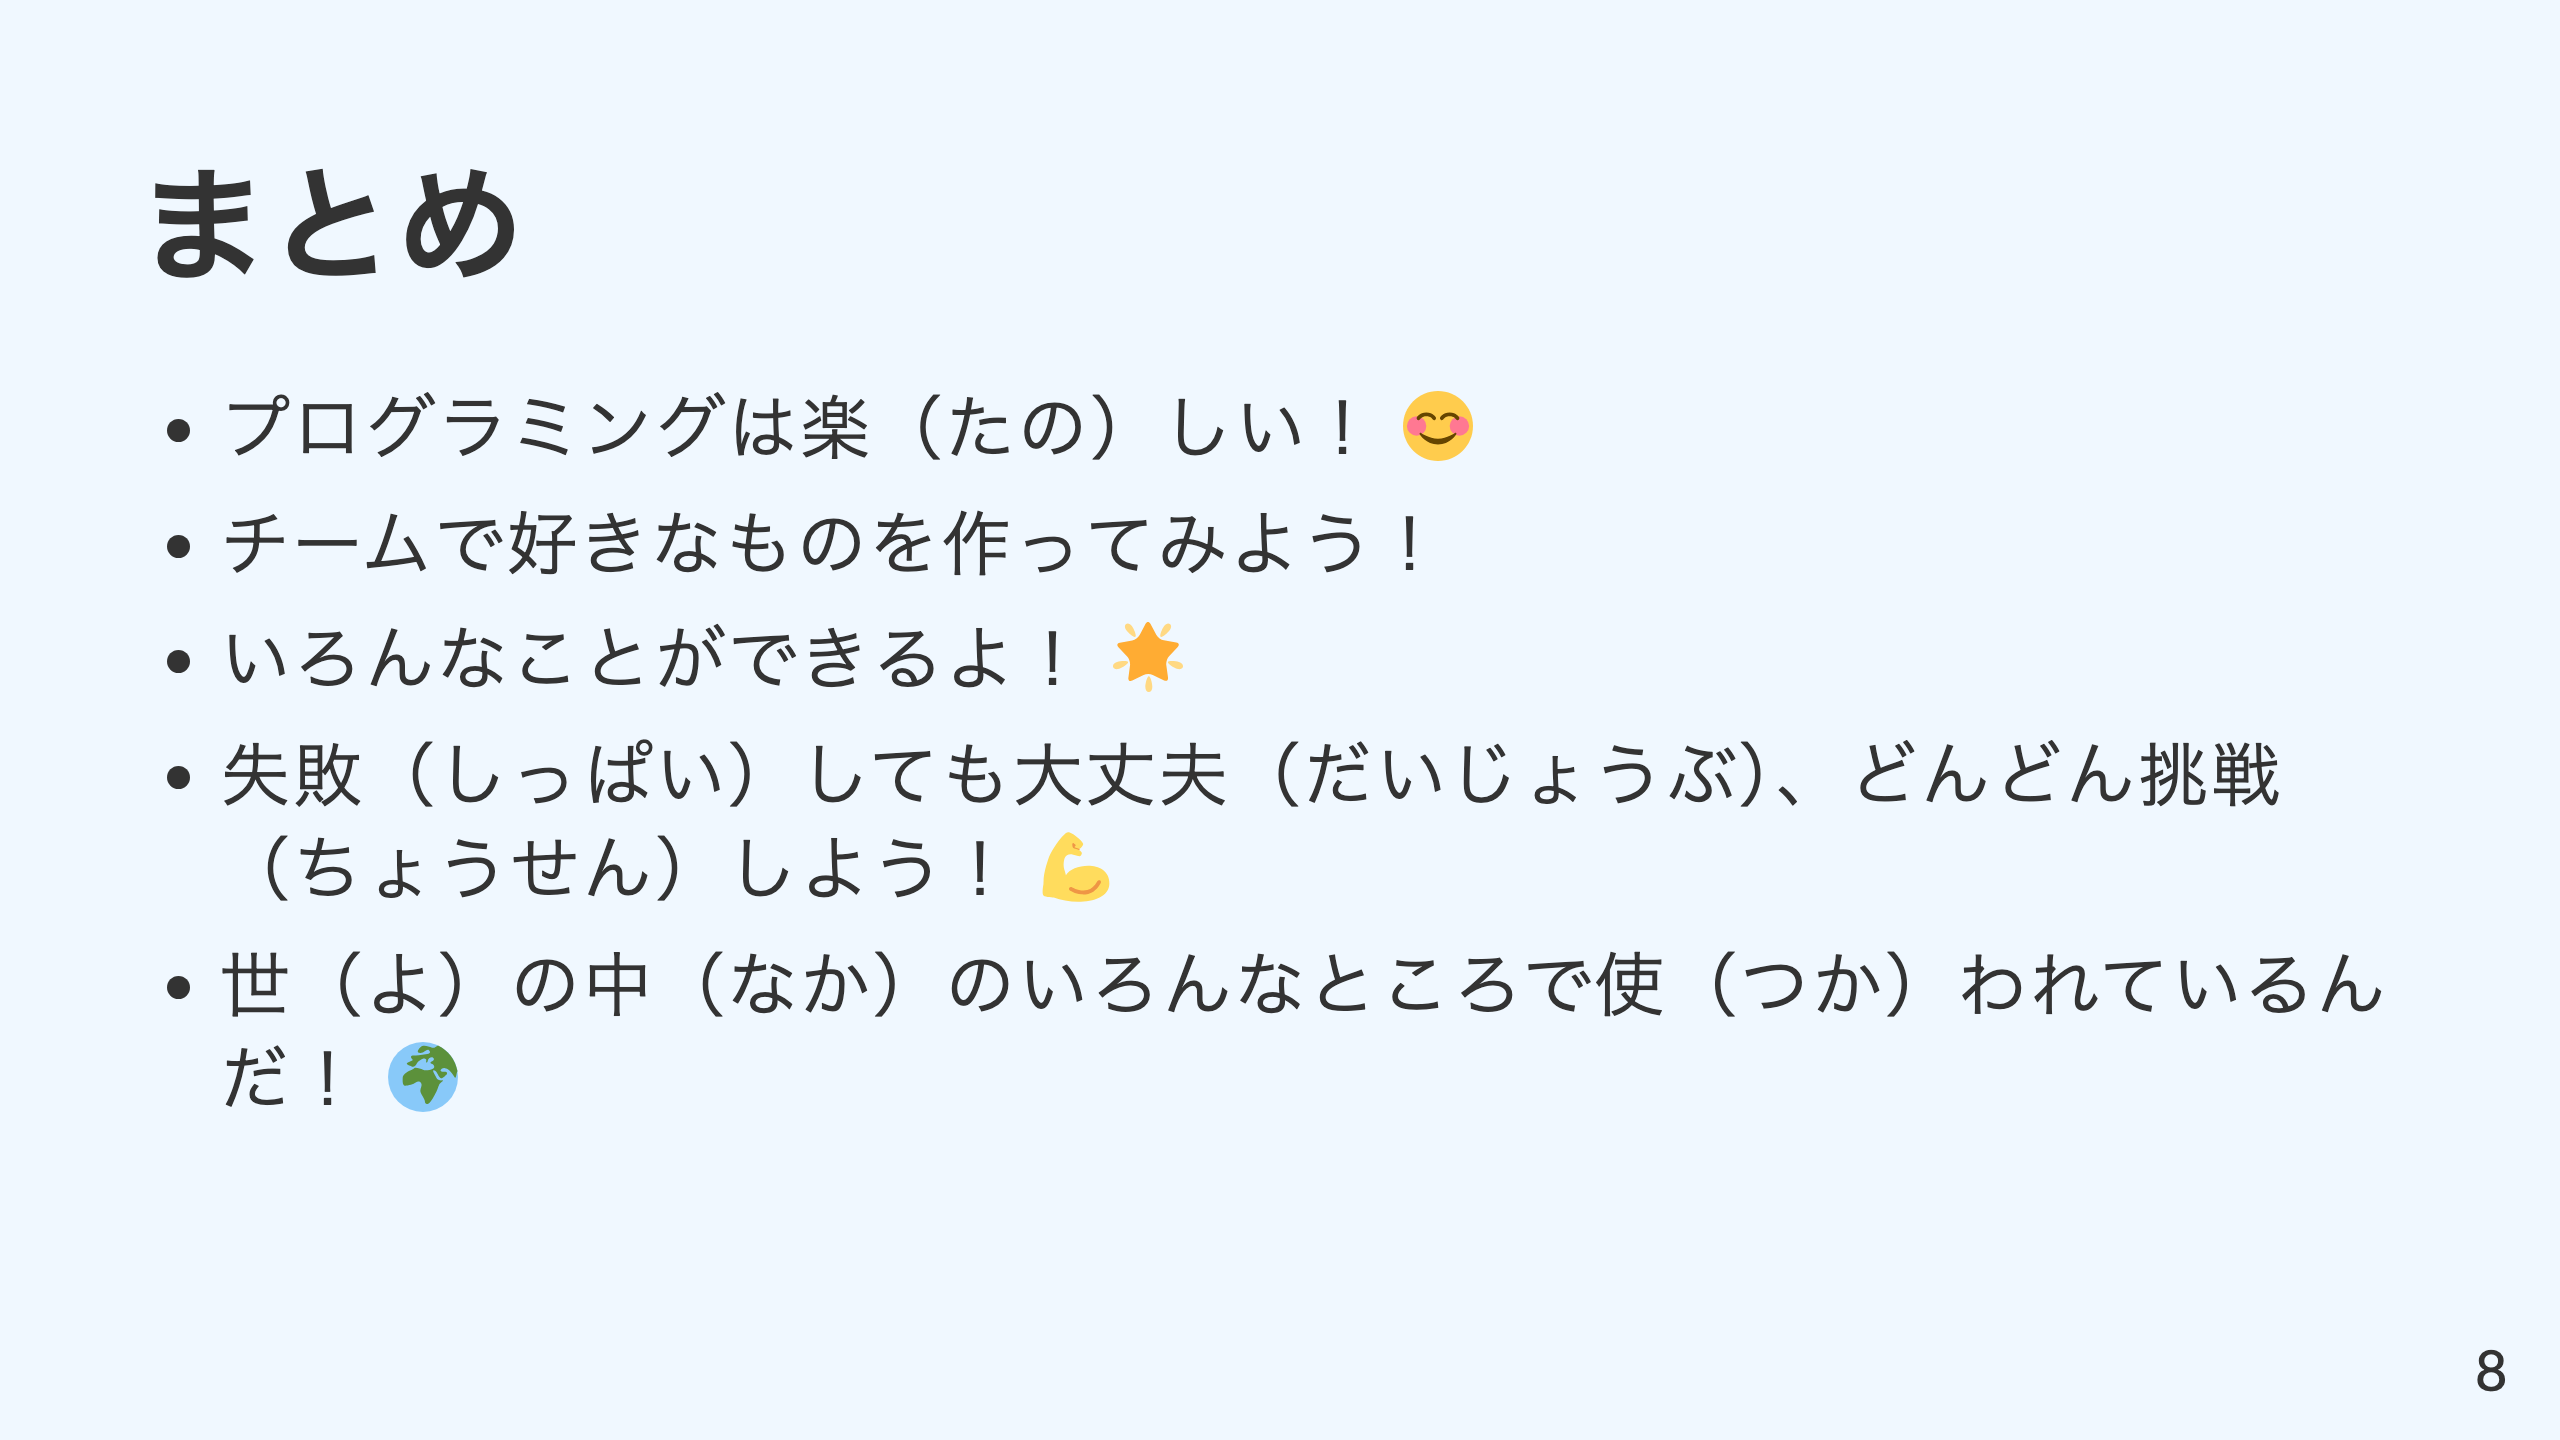 まとめ
• プログラミングは楽（たの）しい！ 😊
• チームで好きなものを作ってみよう！
• いろんなことができるよ！ 🌟
• 失敗（しっぱい）しても大丈夫（だいじょうぶ）、どんどん挑戦
（ちょうせん）しよう！ 💪
• 世（よ）の中（なか）のいろんなところで使（つか）われているん
だ！ 🌍
8